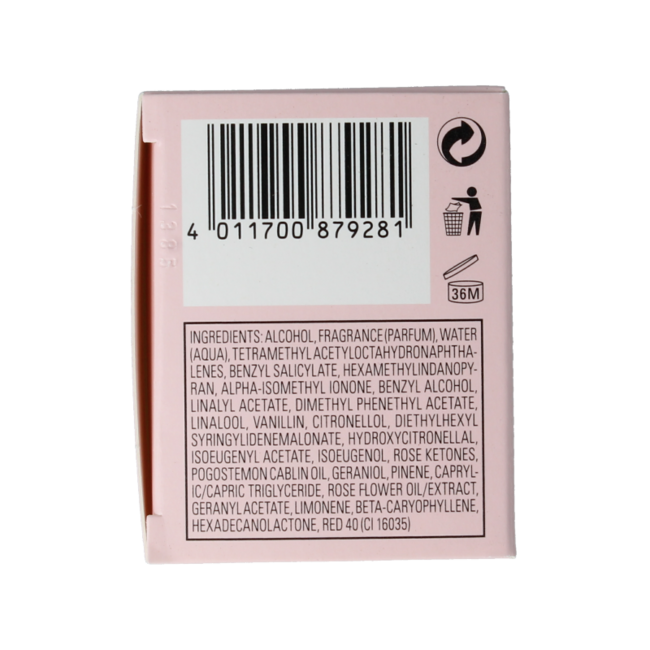 4 011700 879281
36M
INGREDIENTS: ALCOHOL, FRAGRANCE (PARFUM), WATER
(AQUA), TETRAMETHYL ACETYLOCTAHYDRONAPHTHA-
LENES, BENZYL SALICYLATE, HEXAMETHYLINDANOPY-
RAN, ALPHA-ISOMETHYL IONONE, BENZYL ALCOHOL,
LINALYL ACETATE, DIMETHYL PHENETHYL ACETATE,
LINALOOL, VANILLIN, CITRONELLOL, DIETHYLHEXYL
SYRINGYLIDENEMALONATE, HYDROXYCITRONELLAL,
ISOEUGENYL ACETATE, ISOEUGENOL, ROSE KETONES,
POGOSTEMON CABLIN OIL, GERANIOL, PINENE, CAPRYL-
IC/CAPRIC TRIGLYCERIDE, ROSE FLOWER OIL/EXTRACT,
GERANYL ACETATE, LIMONENE, BETA-CARYOPHYLLENE,
HEXADECANOLACTONE, RED 40 (CI 16035)